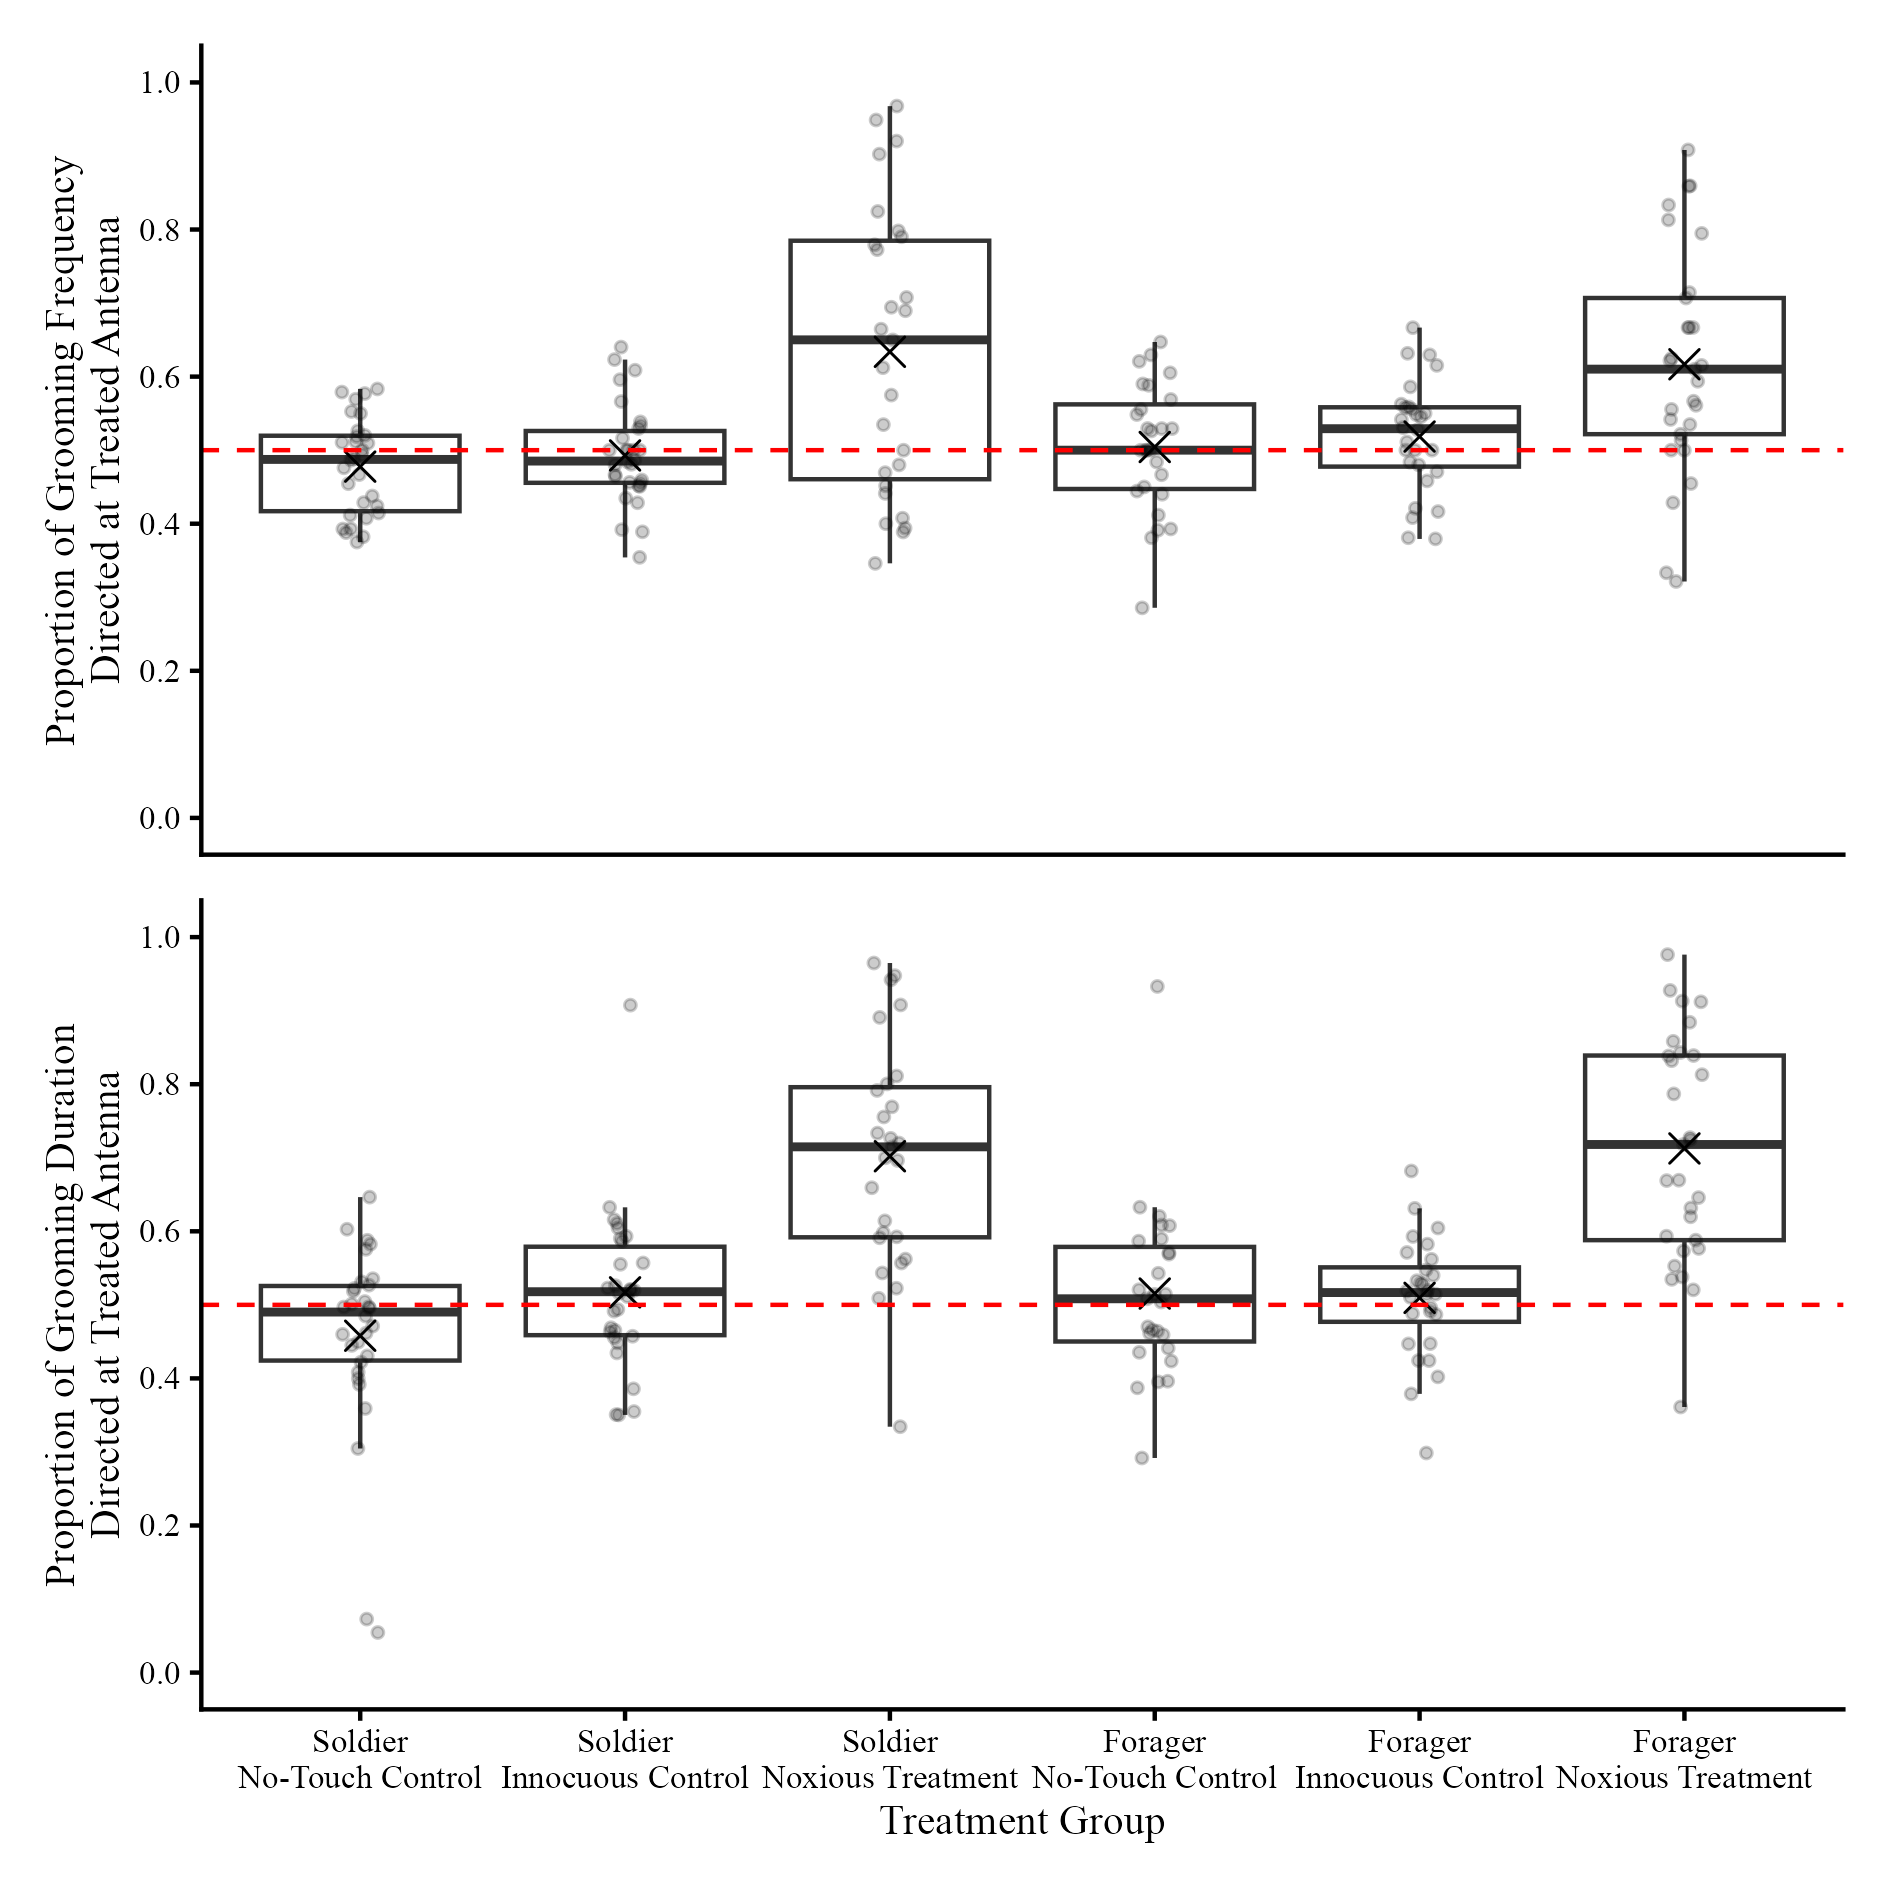 Proportion of Grooming Frequency
Directed at Treated Antenna
1.0
0.8
0.6
0.4
0.2
0.0
Proportion of Grooming Duration
Directed at Treated Antenna
1.0
0.8
0.6
0.4
0.2
0.0
Soldier
No-Touch Control
Soldier
Innocuous Control
Soldier
Noxious Treatment
Forager
No-Touch Control
Forager
Innocuous Control
Forager
Noxious Treatment
Treatment Group